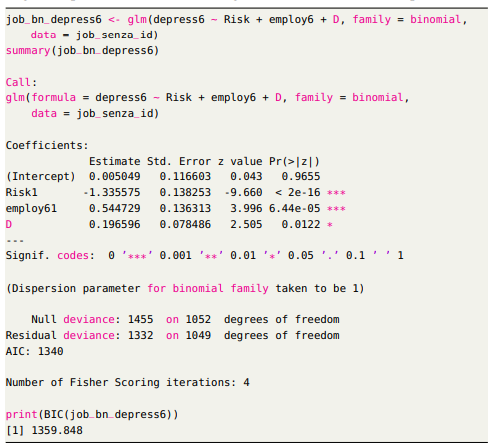 job_bn_depress6 <- glm(depress6 ~ Risk + employ6 + D, family = binomial,
    data = job_senza_id)
summary(job_bn_depress6)

Call:
glm(formula = depress6 ~ Risk + employ6 + D, family = binomial,
    data = job_senza_id)

Coefficients:
            Estimate Std. Error z value Pr(>|z|)
(Intercept)  0.005049   0.116603   0.043   0.9655
Risk1       -1.335575   0.138253  -9.660  < 2e-16 ***
employ61     0.544729   0.136313   3.996 6.44e-05 ***
D            0.196596   0.078486   2.505   0.0122 *
---
Signif. codes:  0 '***' 0.001 '**' 0.01 '*' 0.05 '.' 0.1 ' ' 1

(Dispersion parameter for binomial family taken to be 1)

    Null deviance: 1455  on 1052  degrees of freedom
Residual deviance: 1332  on 1049  degrees of freedom
AIC: 1340

Number of Fisher Scoring iterations: 4

print(BIC(job_bn_depress6))
[1] 1359.848